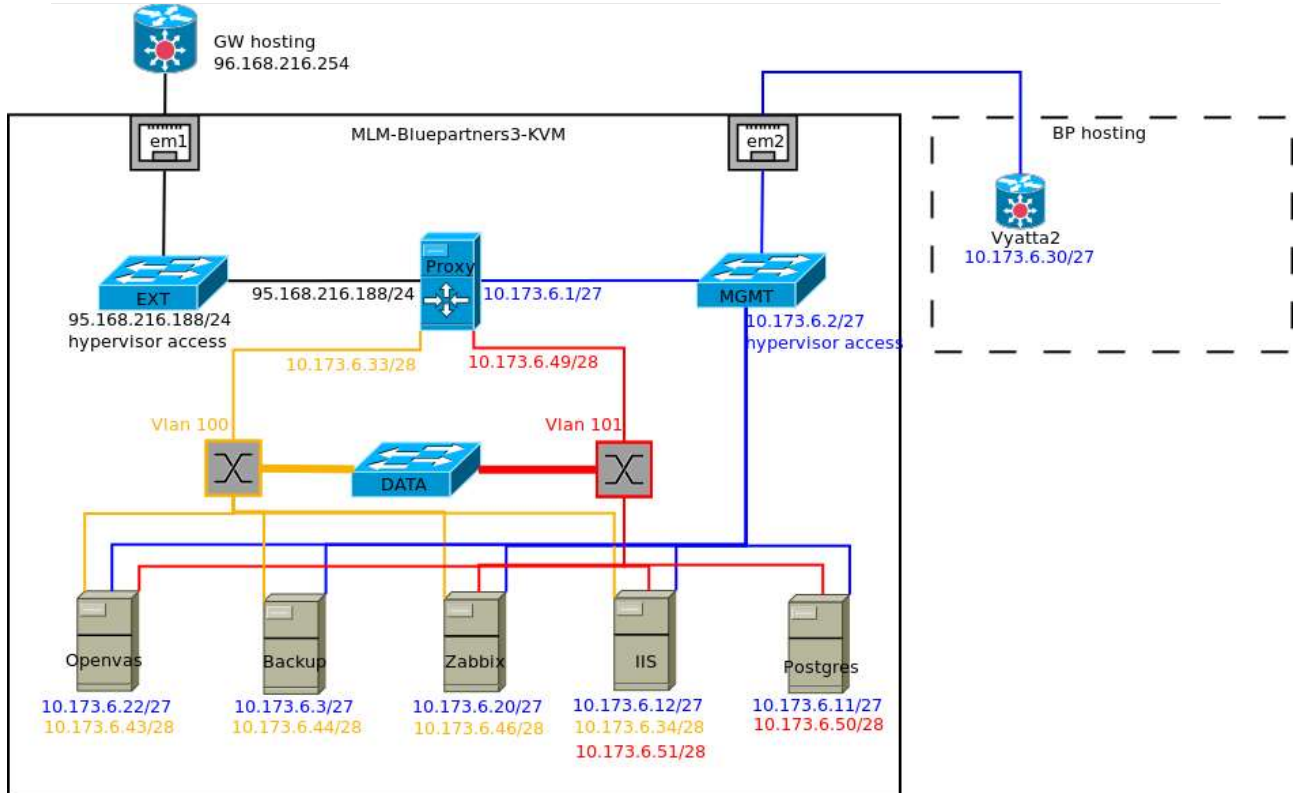 GW hosting
96.168.216.254
em1
MLM-Bluepartners3-KVM
em2
BP hosting
Vyatta2
10.173.6.30/27
Proxy
EXT
95.168.216.188/24
10.173.6.1/27
MGMT
95.168.216.188/24
hypervisor access
10.173.6.2/27
hypervisor access
10.173.6.33/28
10.173.6.49/28
Vlan 100
Vlan 101
DATA
Openvas
Backup
Zabbix
IIS
Postgres
10.173.6.22/27
10.173.6.43/28
10.173.6.3/27
10.173.6.44/28
10.173.6.20/27
10.173.6.46/28
10.173.6.12/27
10.173.6.34/28
10.173.6.51/28
10.173.6.11/27
10.173.6.50/28